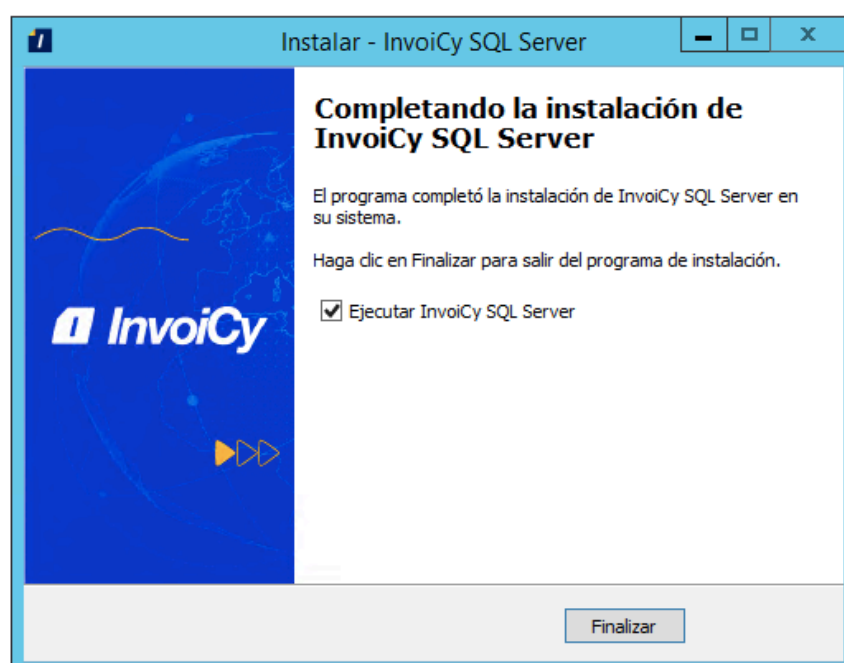 Instalar - InvoiCy SQL Server
Completando la instalación de
InvoiCy SQL Server
El programa completó la instalación de InvoiCy SQL Server en
su sistema.
Haga clic en Finalizar para salir del programa de instalación.
Ejecutar InvoiCy SQL Server
InvoiCy
Finalizar